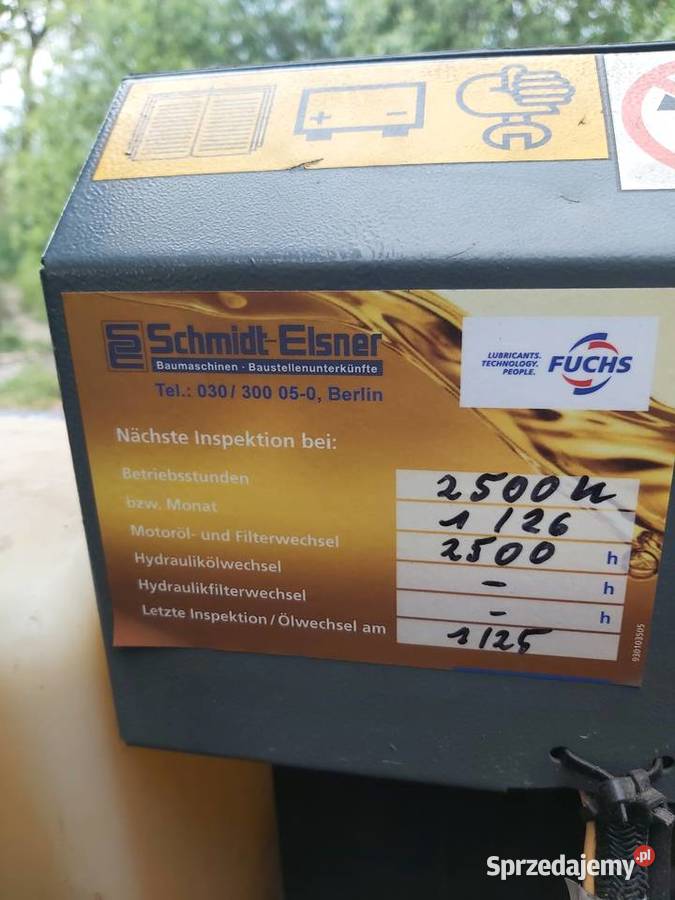 + -
Schmidt-Elsner
Baumaschinen · Baustellenunterkünfte
Tel.: 030/ 300 05-0, Berlin
LUBRICANTS.
TECHNOLOGY.
PEOPLE.
FUCHS
Nächste Inspektion bei:
Betriebsstunden 2500 h
bzw. Monat 1/26
Motoröl- und Filterwechsel 2500 h
Hydraulikölwechsel - h
Hydraulikfilterwechsel - h
Letzte Inspektion/Ölwechsel am 1/25
930103505
Sprzedajemy.pl